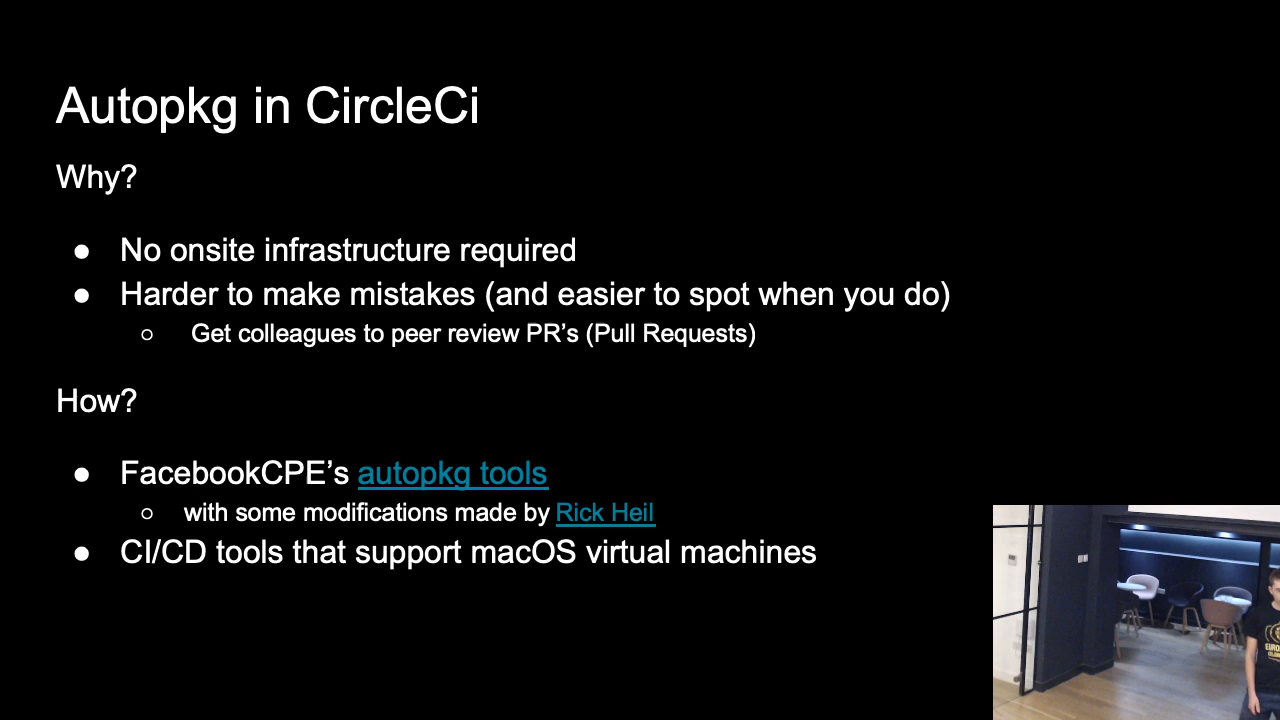 Autopkg in CircleCi
Why?
● No onsite infrastructure required
● Harder to make mistakes (and easier to spot when you do)
○ Get colleagues to peer review PR's (Pull Requests)
How?
● FacebookCPE's autopkg tools
○ with some modifications made by Rick Heil
● CI/CD tools that support macOS virtual machines